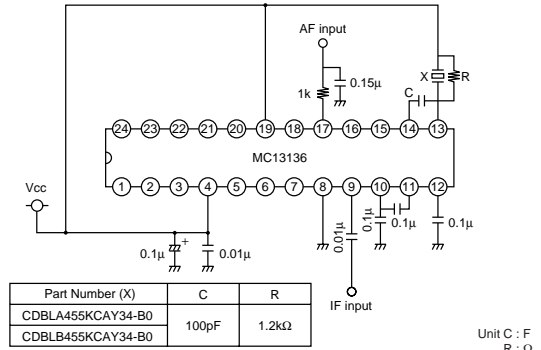 AF input
X
R
C
0.15μ
1k
24 23 22 21 20 19 18 17 16 15 14 13
MC13136
1 2 3 4 5 6 7 8 9 10 11 12
Vcc
0.1μ
+
0.01μ
0.01μ
0.1μ
0.1μ
0.1μ
IF input
Part Number (X) C R
CDBLA455KCAY34-B0 100pF 1.2kΩ
CDBLB455KCAY34-B0
Unit C : F
R : Ω